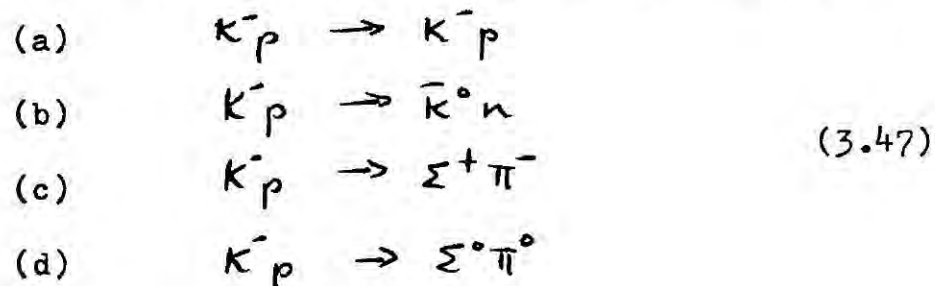 (a) K⁻p → K⁻p
(b) K⁻p → K̄°n
(c) K⁻p → Σ⁺π⁻
(3.47)
(d) K⁻p → Σ°π°